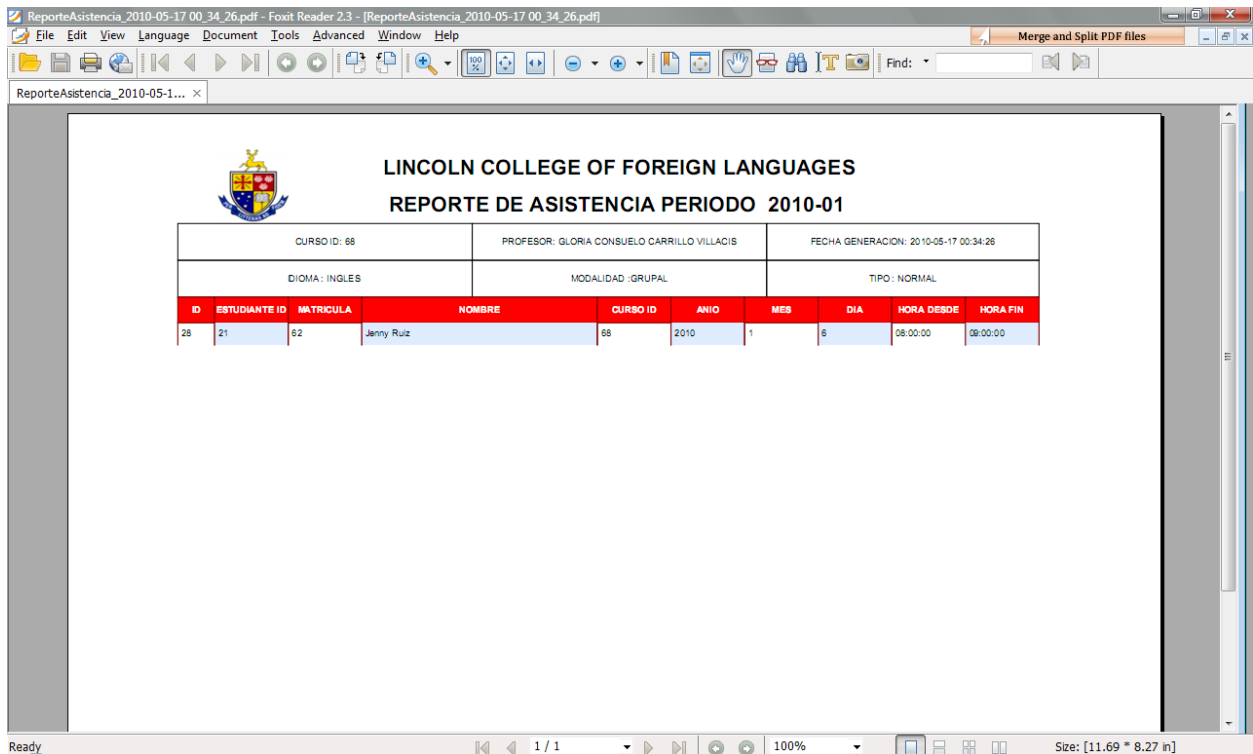 ReporteAsistencia_2010-05-17 00_34_26.pdf - Foxit Reader 2.3 - [ReporteAsistencia_2010-05-17 00_34_26.pdf]
File Edit View Language Document Tools Advanced Window Help Merge and Split PDF files
100 % Find:
ReporteAsistencia_2010-05-1...
LINCOLN COLLEGE OF FOREIGN LANGUAGES
REPORTE DE ASISTENCIA PERIODO 2010-01
CURSO ID: 68 PROFESOR: GLORIA CONSUELO CARRILLO VILLACIS FECHA GENERACION: 2010-05-17 00:34:26
DIOMA : INGLES MODALIDAD :GRUPAL TIPO : NORMAL
ID ESTUDIANTE ID MATRICULA NOMBRE CURSO ID ANIO MES DIA HORA DESDE HORA FIN
26 21 62 Jenny Ruiz 68 2010 1 6 08:00:00 09:00:00
Ready 1 / 1 100% Size: [11.69 * 8.27 in]